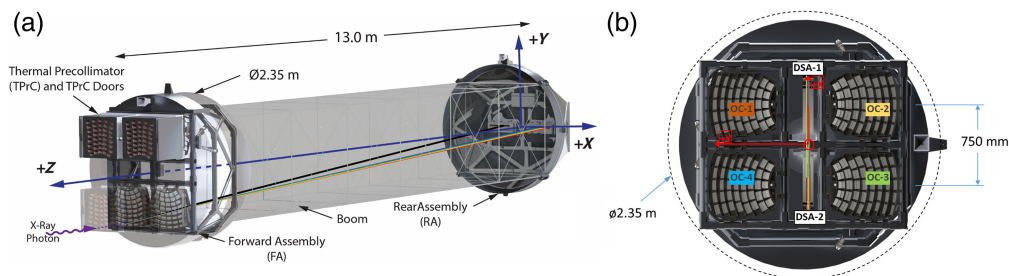 (a)
13.0 m
+Y
Thermal Precollimator
(TPrC) and TPrC Doors
Ø2.35 m
+X
+Z
Boom
RearAssembly
(RA)
X-Ray
Photon
Forward Assembly
(FA)
(b)
DSA-1
OC-1
OC-2
750 mm
OC-4
OC-3
ø2.35 m
DSA-2